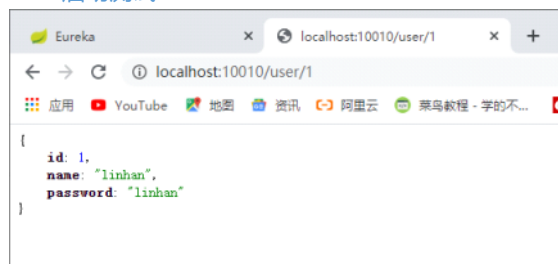 Eureka × localhost:10010/user/1 × +
localhost:10010/user/1
应用 YouTube 地图 资讯 阿里云 菜鸟教程 - 学的不...
{
id: 1,
name: "linhan",
password: "linhan"
}